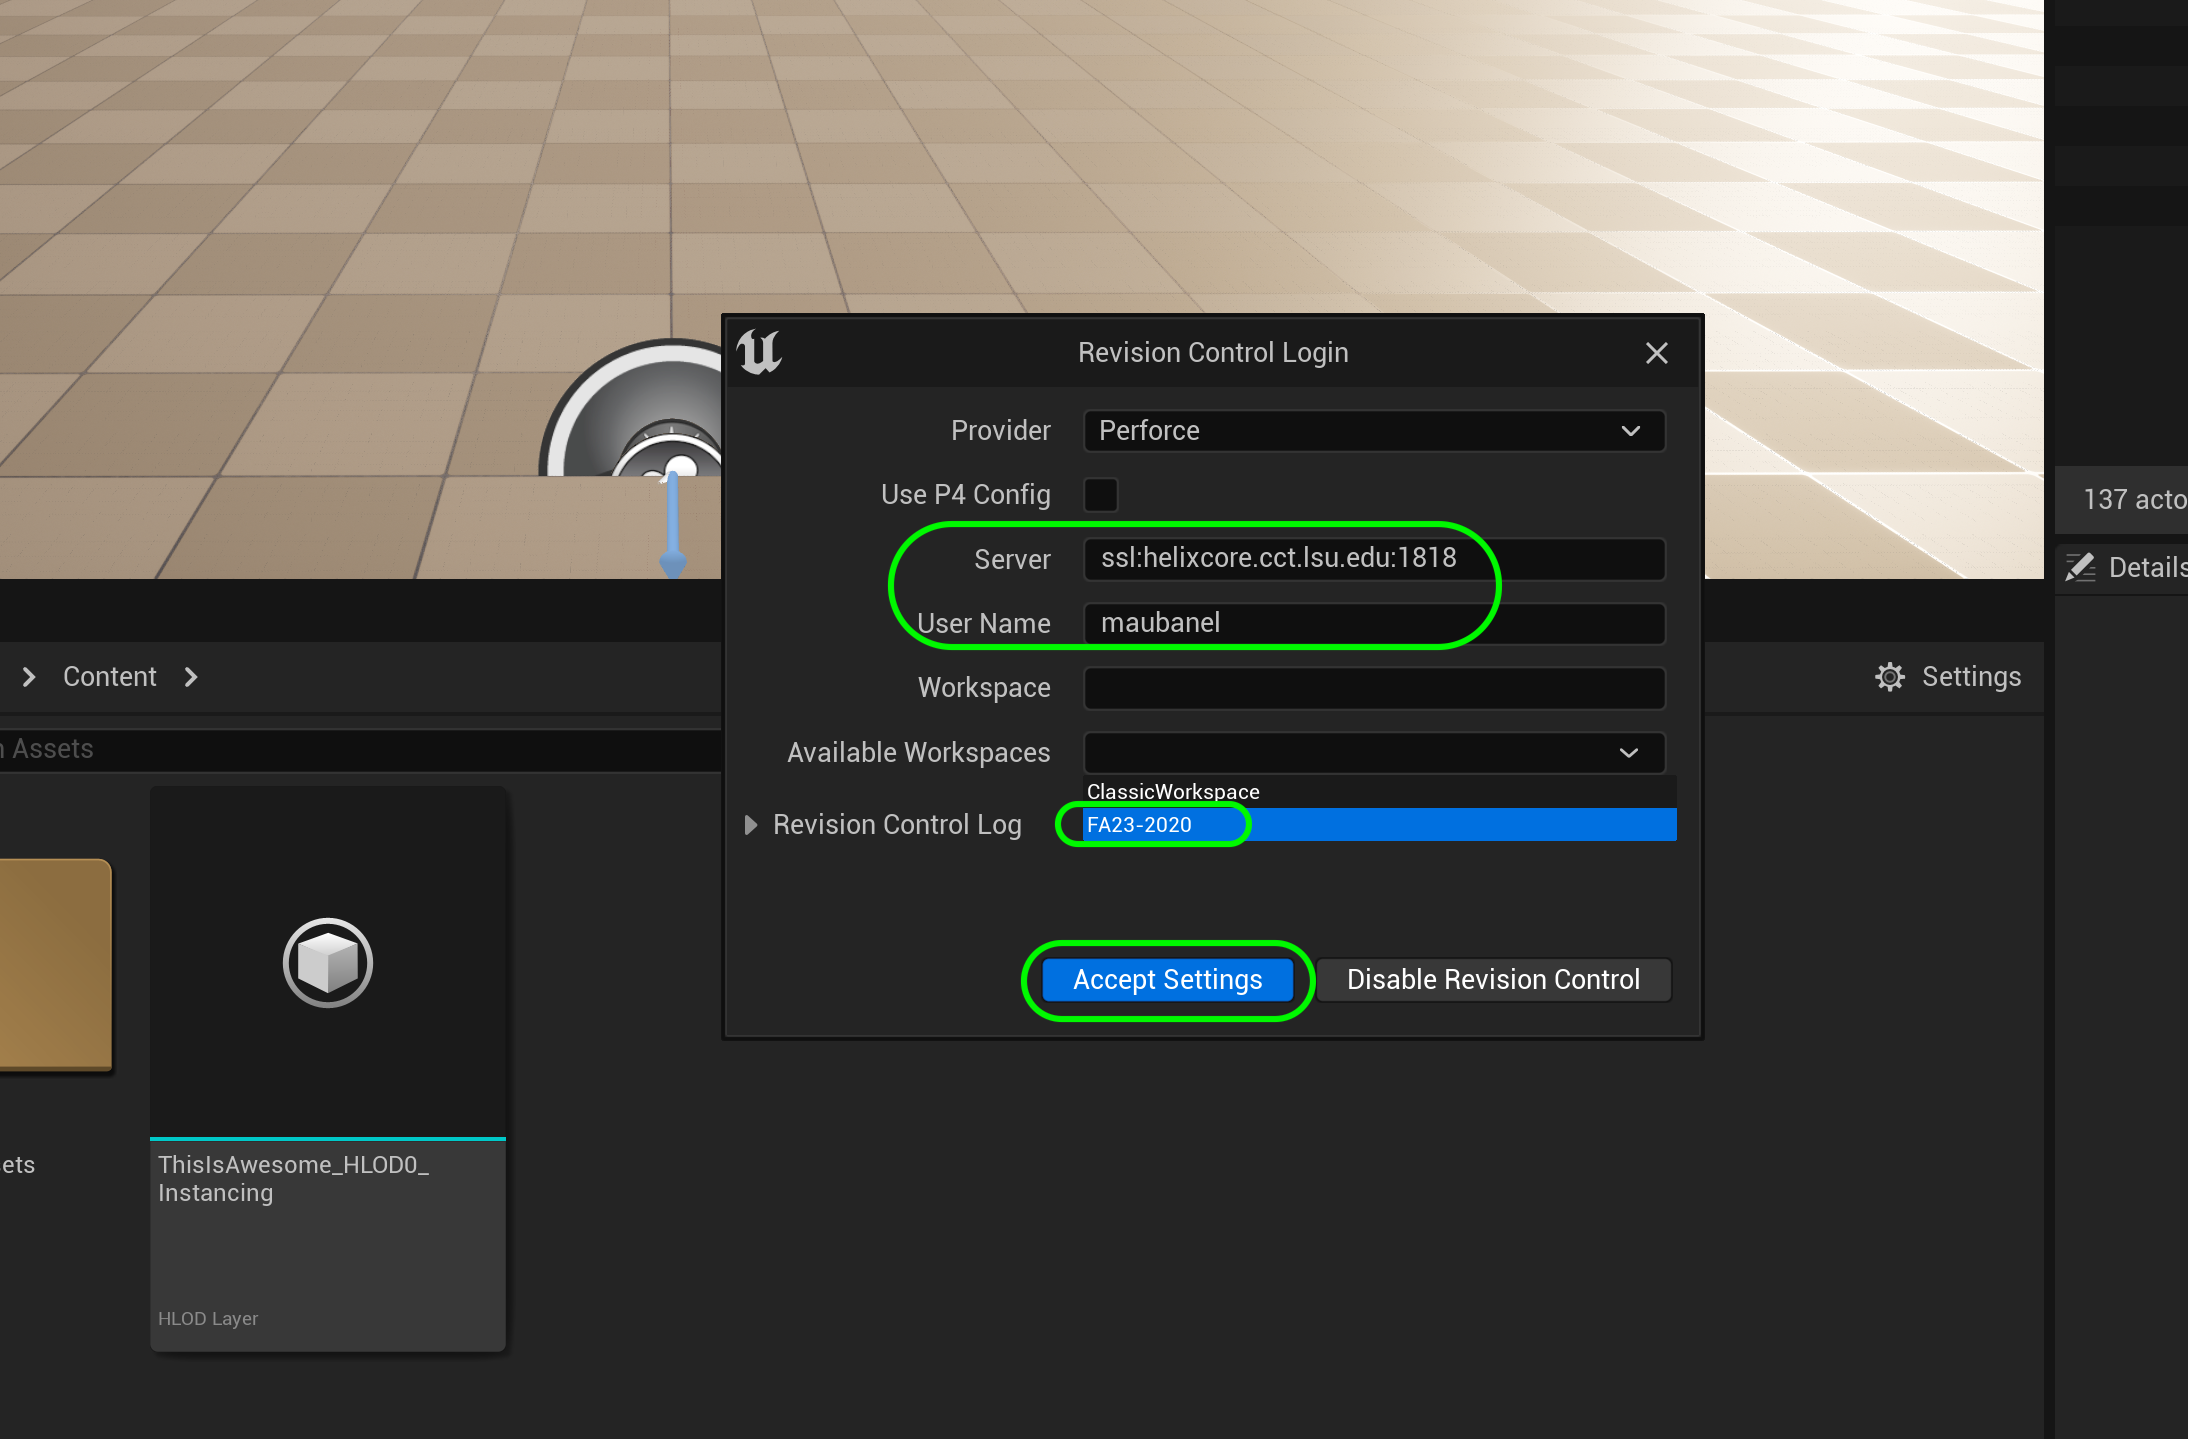 Revision Control Login
Provider
Perforce
Use P4 Config
Server
ssl:helixcore.cct.lsu.edu:1818
User Name
maubanel
Workspace
Available Workspaces
ClassicWorkspace
Revision Control Log
FA23-2020
Accept Settings
Disable Revision Control
137 acto
Details
Content
Settings
Assets
ets
ThisIsAwesome_HLOD0_
Instancing
HLOD Layer